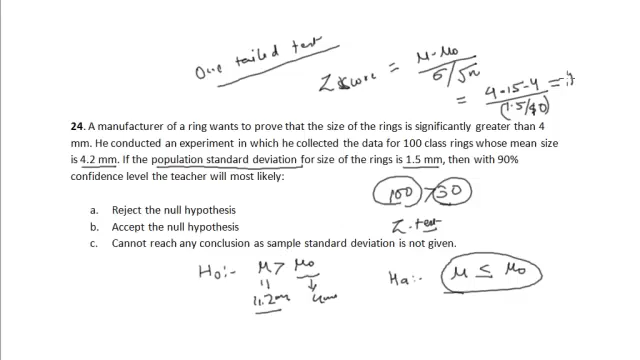 One tailed test
Z score = μ-μ₀ / σ/√n
= 4.15-4 / (1.5/10) =
24. A manufacturer of a ring wants to prove that the size of the rings is significantly greater than 4
mm. He conducted an experiment in which he collected the data for 100 class rings whose mean size
is 4.2 mm. If the population standard deviation for size of the rings is 1.5 mm, then with 90%
confidence level the teacher will most likely:
100 > 30
a. Reject the null hypothesis
Z-test
b. Accept the null hypothesis
c. Cannot reach any conclusion as sample standard deviation is not given.
H₀:- μ > μ₀ Ha:- μ ≤ μ₀
4.2mm 4mm